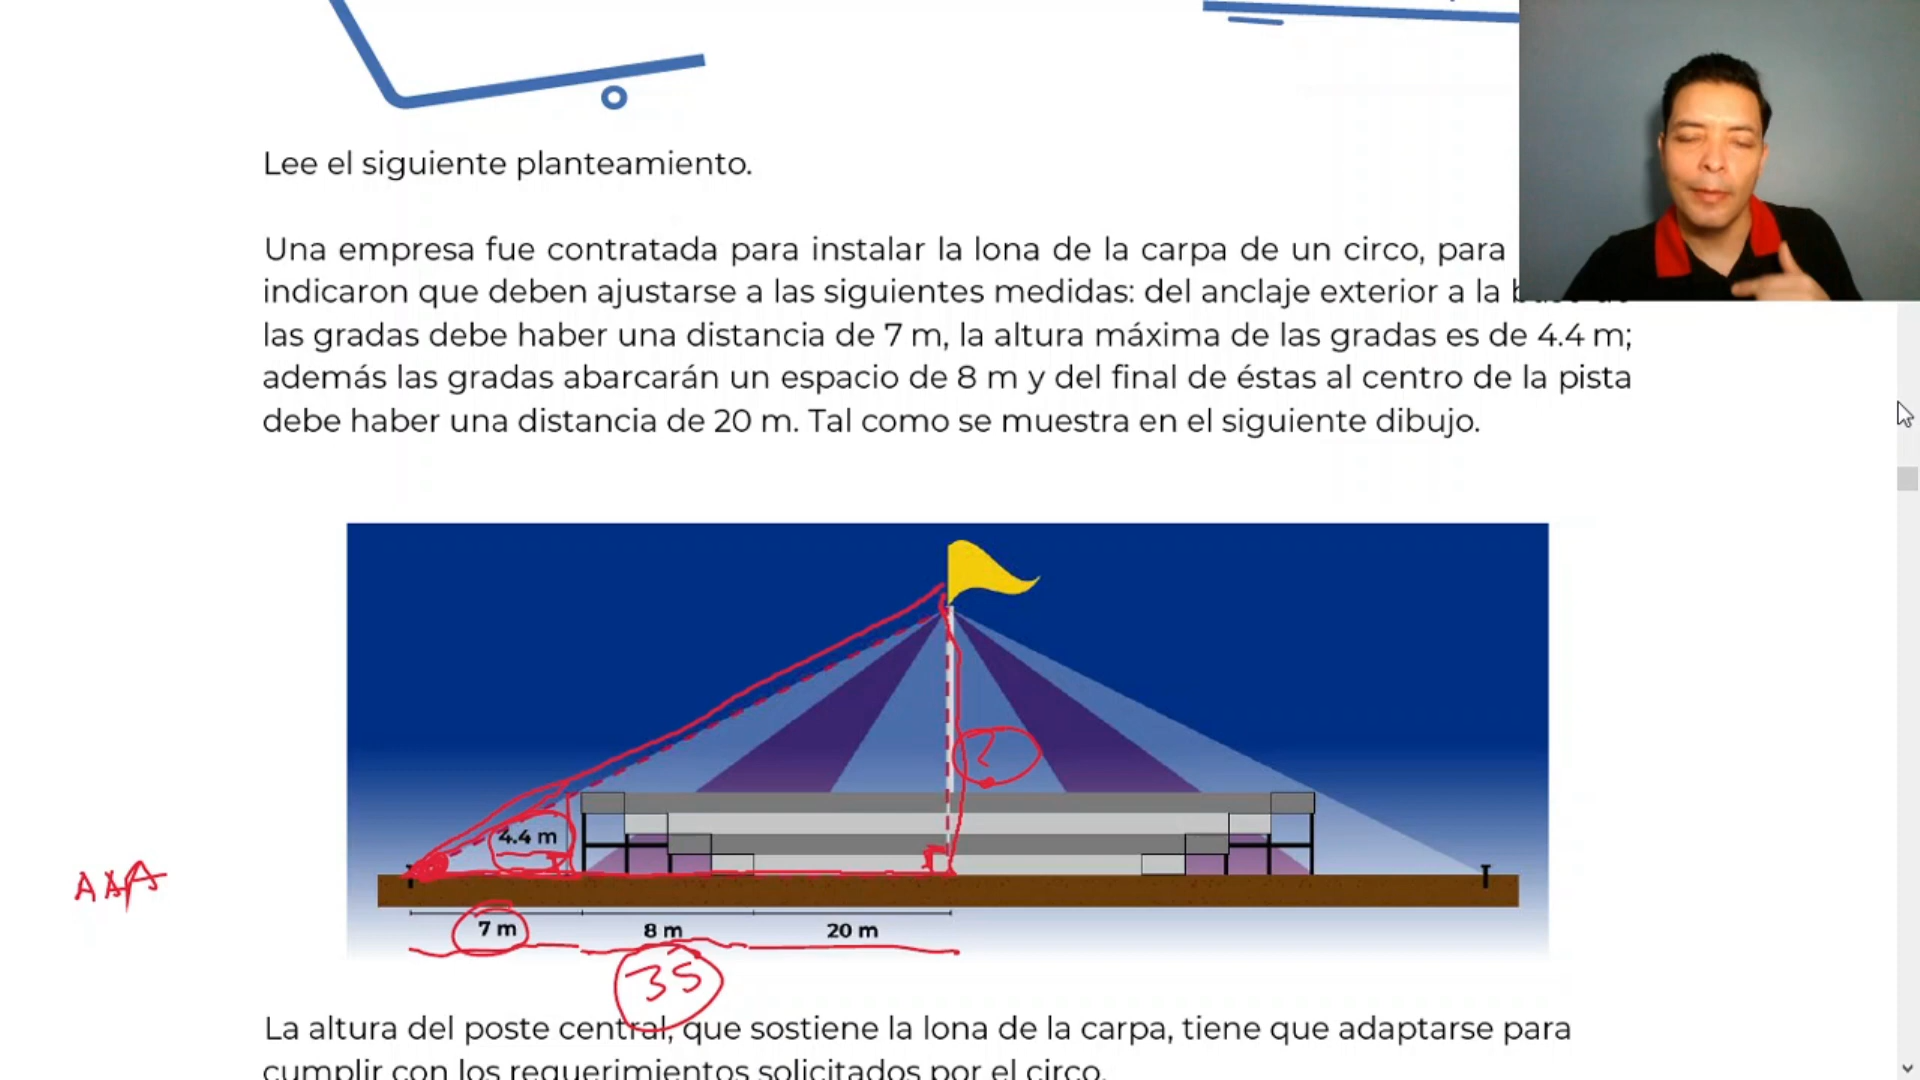 Lee el siguiente planteamiento.
Una empresa fue contratada para instalar la lona de la carpa de un circo, para
indicaron que deben ajustarse a las siguientes medidas: del anclaje exterior a la
las gradas debe haber una distancia de 7 m, la altura máxima de las gradas es de 4.4 m;
además las gradas abarcarán un espacio de 8 m y del final de éstas al centro de la pista
debe haber una distancia de 20 m. Tal como se muestra en el siguiente dibujo.
?
4.4 m
AAA
7 m 8 m 20 m
35
La altura del poste central, que sostiene la lona de la carpa, tiene que adaptarse para
cumplir con los requerimientos solicitados por el circo.